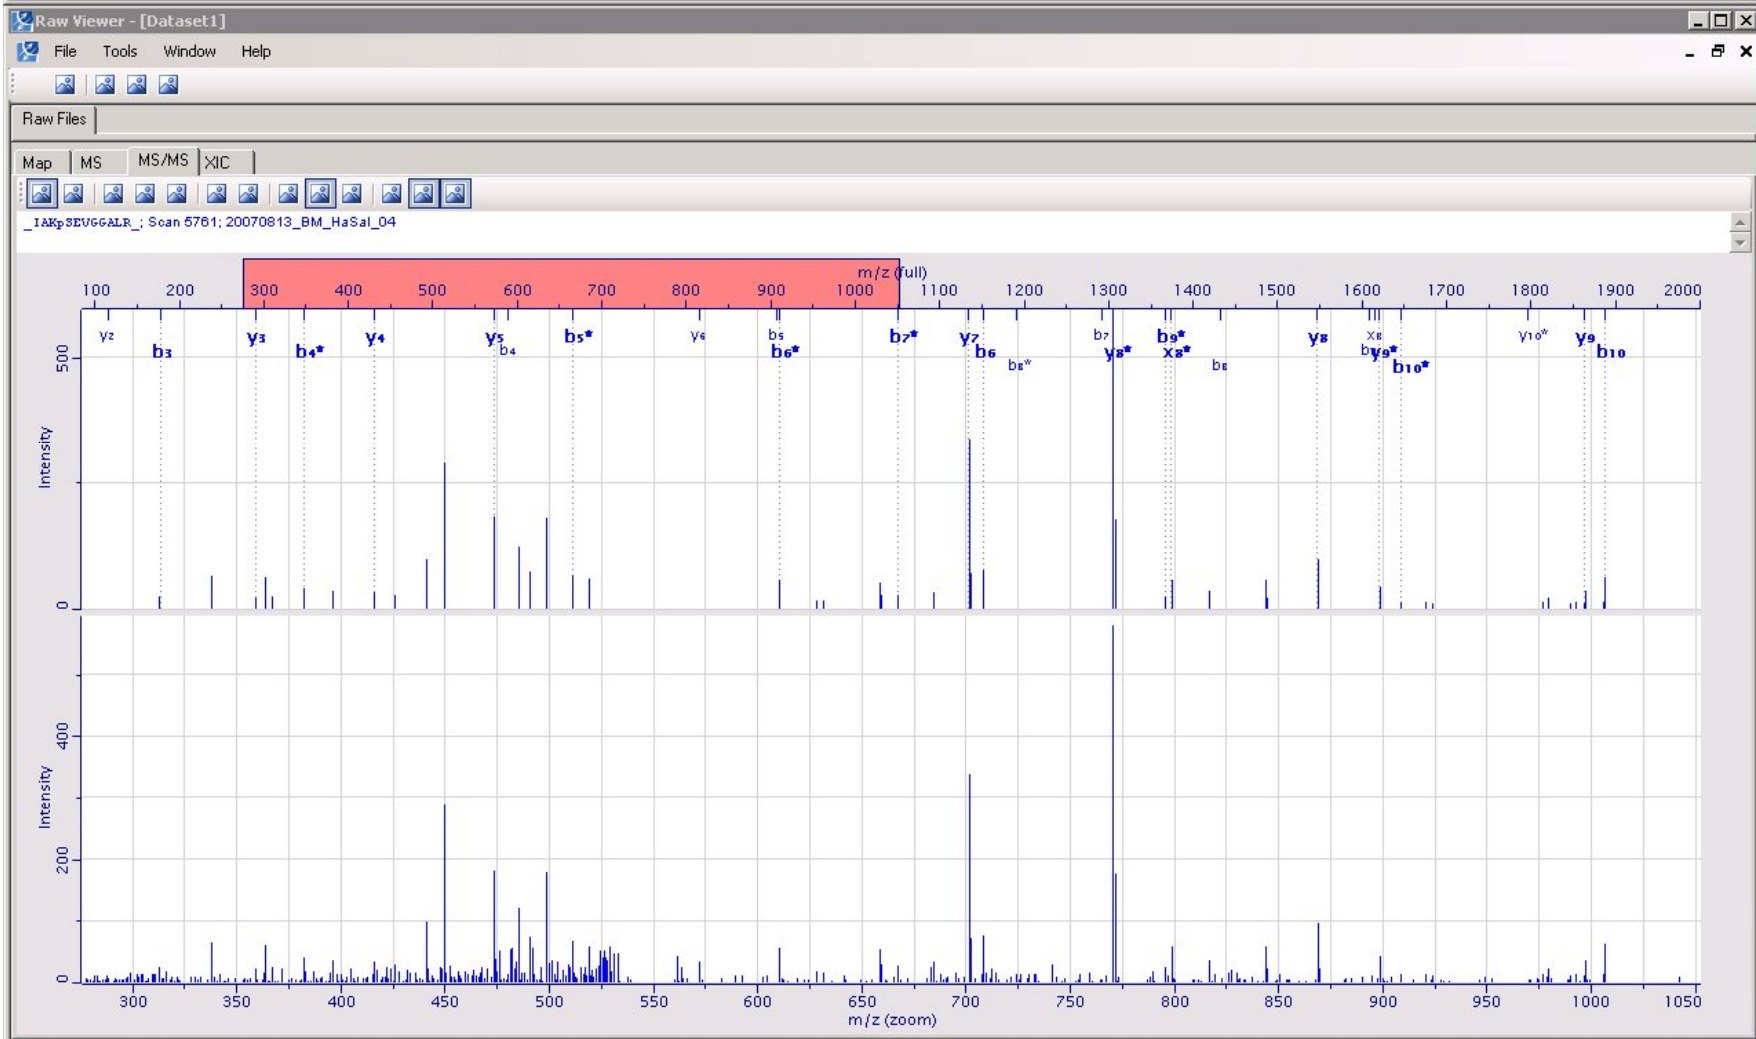 Raw Viewer - [Dataset1]
File Tools Window Help
Raw Files
Map MS MS/MS XIC
_IAKpSEVGGALR_; Scan 5761; 20070813_BM_HaSal_04
m/z (full)
100 200 300 400 500 600 700 800 900 1000 1100 1200 1300 1400 1500 1600 1700 1800 1900 2000
y2 y3 y4 y5 b5* y6 b5 b7* y7 b7 b9* y8 x8 y10* y9
b3 b4* b4 b6* b6 y8* x8* y9* b10
b8* b8 b10*
500
Intensity
0
400
Intensity
200
0
300 350 400 450 500 550 600 650 700 750 800 850 900 950 1000 1050
m/z (zoom)